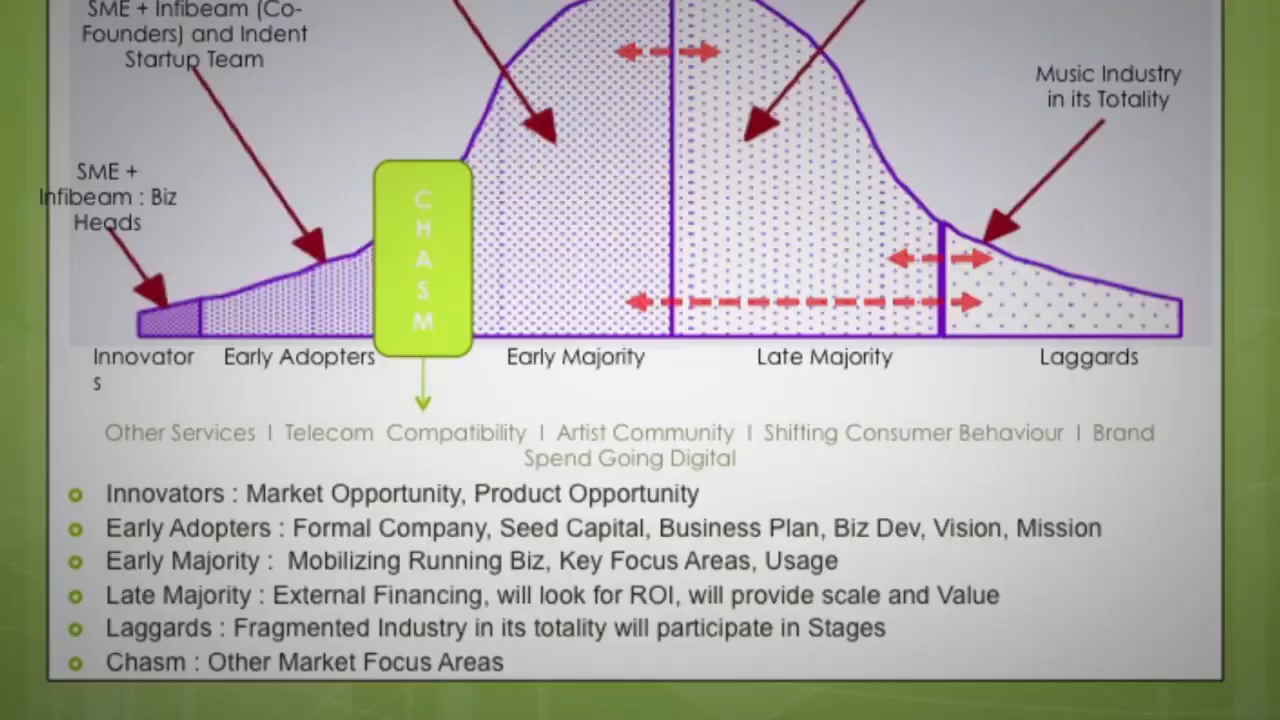 SME + Infibeam (Co-
Founders) and Indent
Startup Team
Music Industry
in its Totality
SME +
Infibeam : Biz
Heads
C
H
A
S
M
Innovator
s
Early Adopters
Early Majority
Late Majority
Laggards
Other Services I Telecom Compatibility I Artist Community I Shifting Consumer Behaviour I Brand
Spend Going Digital
Innovators : Market Opportunity, Product Opportunity
Early Adopters : Formal Company, Seed Capital, Business Plan, Biz Dev, Vision, Mission
Early Majority : Mobilizing Running Biz, Key Focus Areas, Usage
Late Majority : External Financing, will look for ROI, will provide scale and Value
Laggards : Fragmented Industry in its totality will participate in Stages
Chasm : Other Market Focus Areas